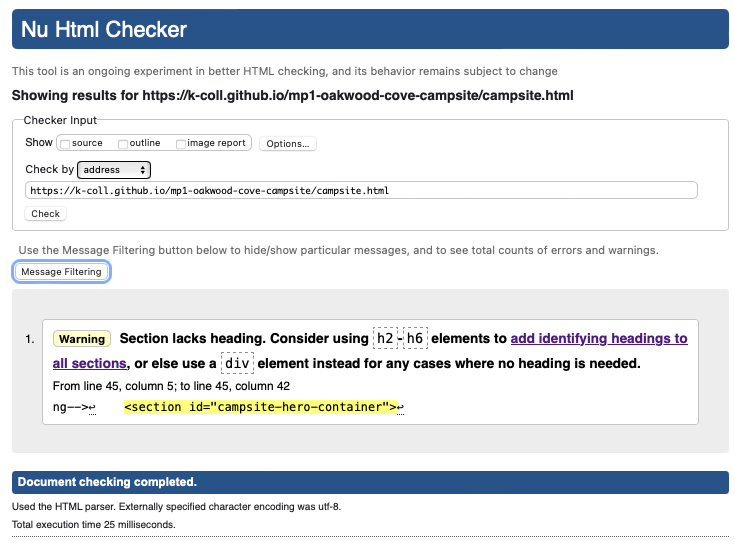 Nu Html Checker
This tool is an ongoing experiment in better HTML checking, and its behavior remains subject to change
Showing results for https://k-coll.github.io/mp1-oakwood-cove-campsite/campsite.html
Checker Input
Show source outline image report Options...
Check by address
https://k-coll.github.io/mp1-oakwood-cove-campsite/campsite.html
Check
Use the Message Filtering button below to hide/show particular messages, and to see total counts of errors and warnings.
Message Filtering
1. Warning Section lacks heading. Consider using h2-h6 elements to add identifying headings to
all sections, or else use a div element instead for any cases where no heading is needed.
From line 45, column 5; to line 45, column 42
ng-->↩ <section id="campsite-hero-container">↩
Document checking completed.
Used the HTML parser. Externally specified character encoding was utf-8.
Total execution time 25 milliseconds.